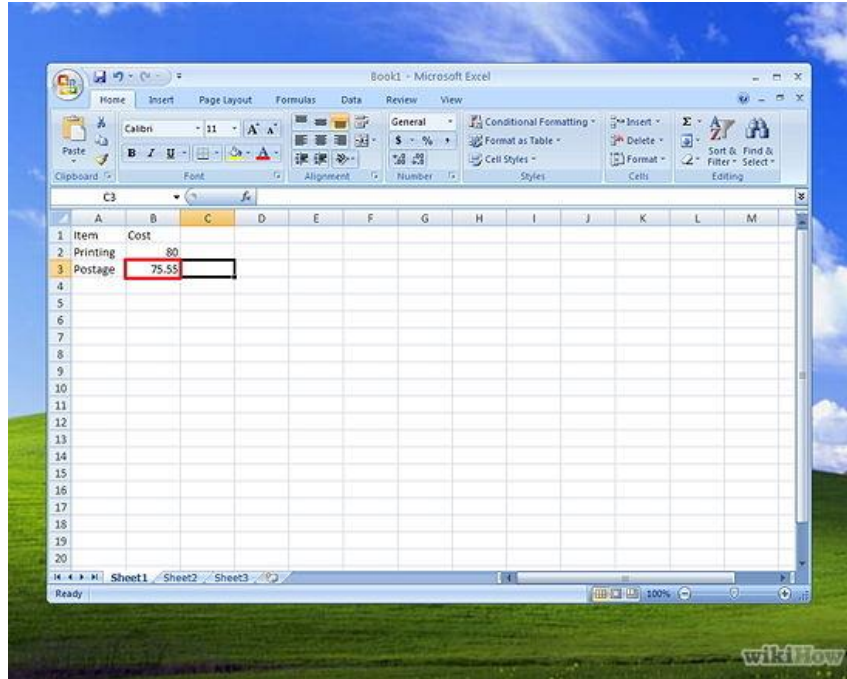 Book1 - Microsoft Excel
Home Insert Page Layout Formulas Data Review View
Calibri 11 A A General Conditional Formatting Insert Σ
Paste B I U A $ % , Format as Table Delete Sort & Find &
Cell Styles Format Filter Select
Clipboard Font Alignment Number Styles Cells Editing
C3 fx
A B C D E F G H I J K L M
1 Item Cost
2 Printing 80
3 Postage 75.55
4
5
6
7
8
9
10
11
12
13
14
15
16
17
18
19
20
Sheet1 Sheet2 Sheet3
Ready 100%
wikiHow